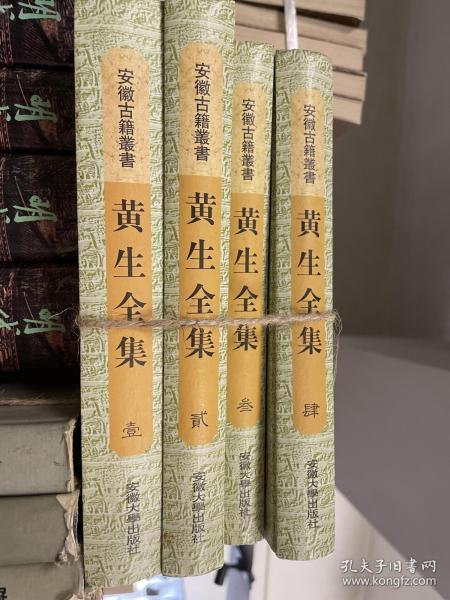 安徽古籍叢書
黄生全集
壹
安徽大學出版社
安徽古籍叢書
黄生全集
貳
安徽大學出版社
安徽古籍叢書
黄生全集
叁
安徽大學出版社
安徽古籍叢書
黄生全集
肆
安徽大學出版社
明
明
孔夫子旧书网
www.kongfz.com